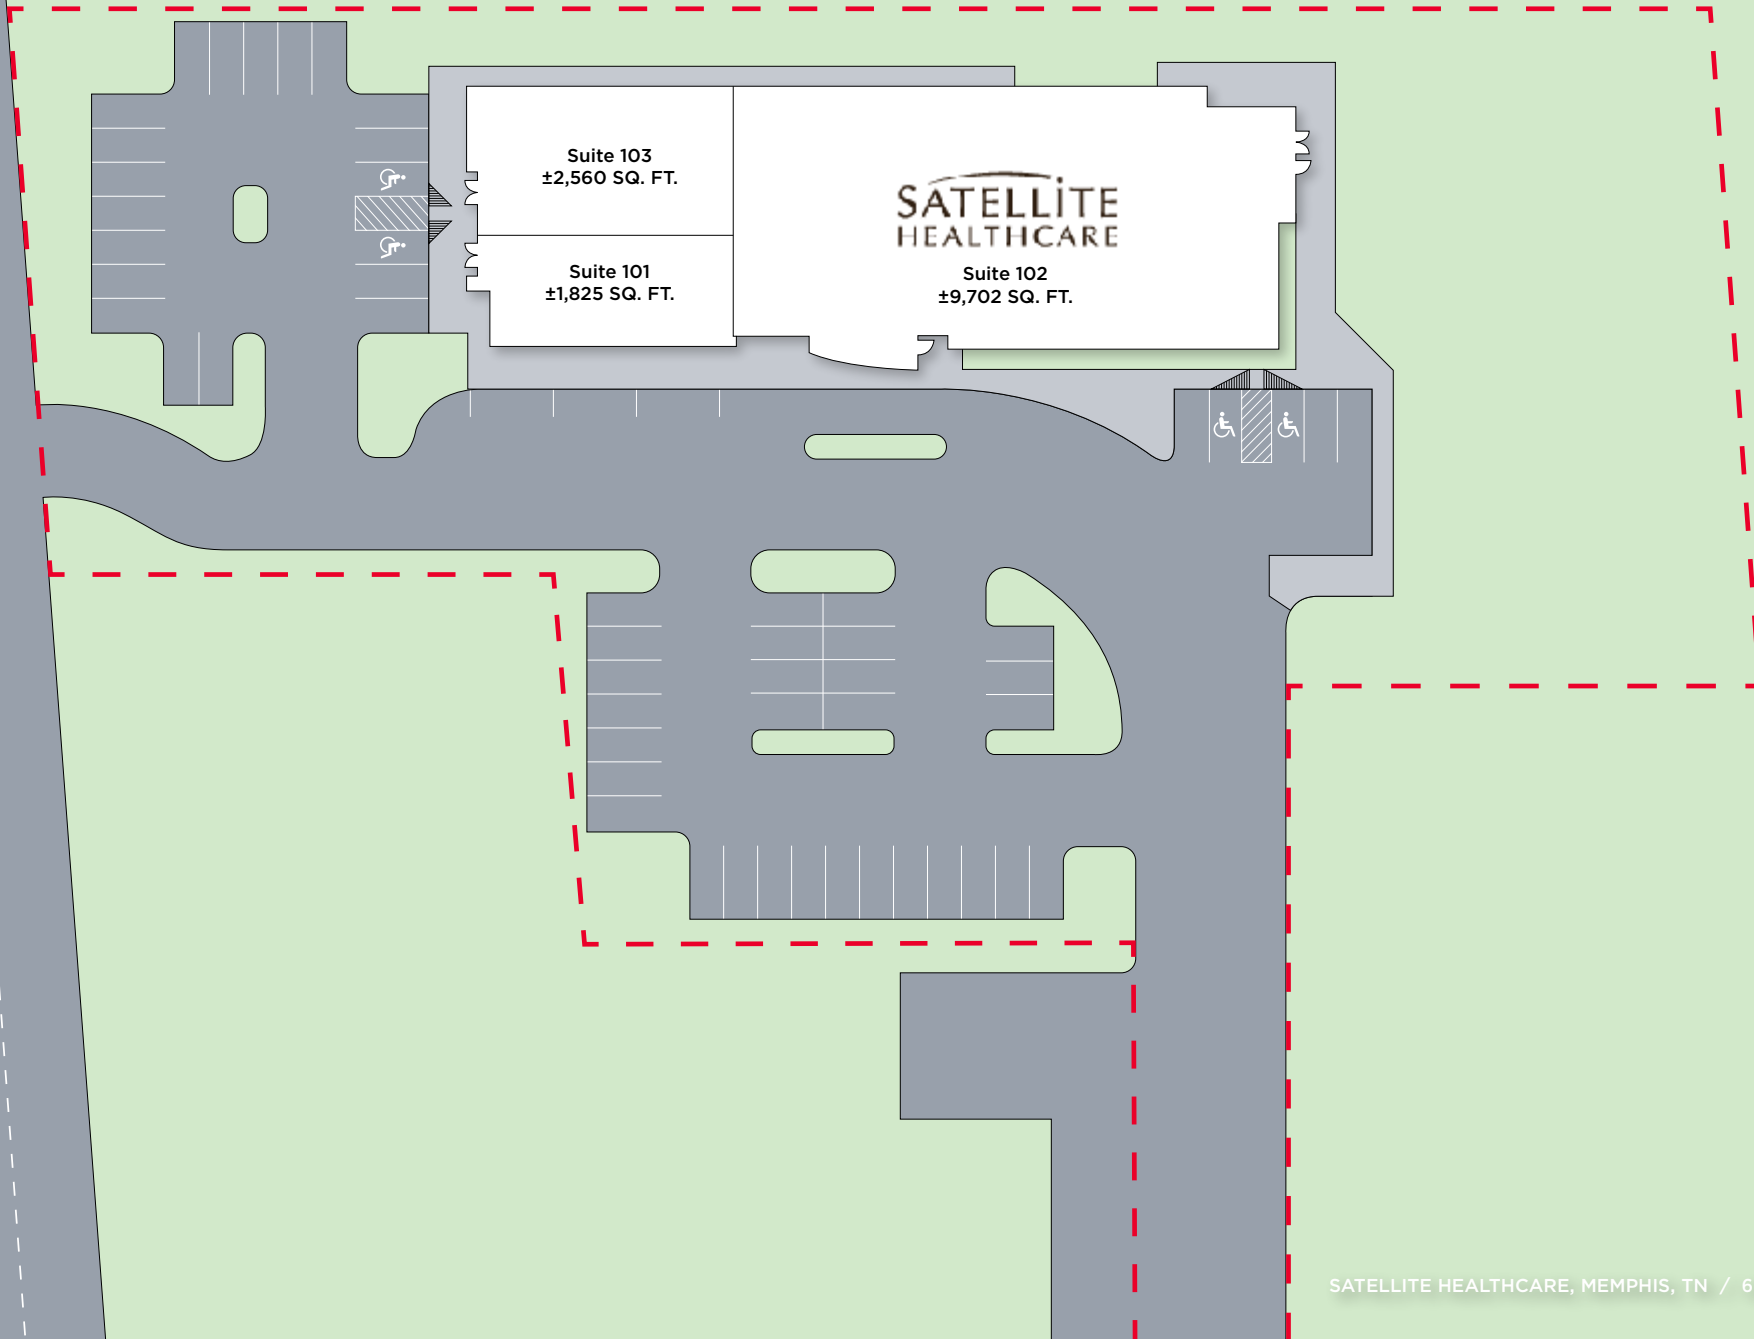 Suite 103
±2,560 SQ. FT.
SATELLITE
HEALTHCARE
Suite 101
±1,825 SQ. FT.
Suite 102
±9,702 SQ. FT.
SATELLITE HEALTHCARE, MEMPHIS, TN / 6